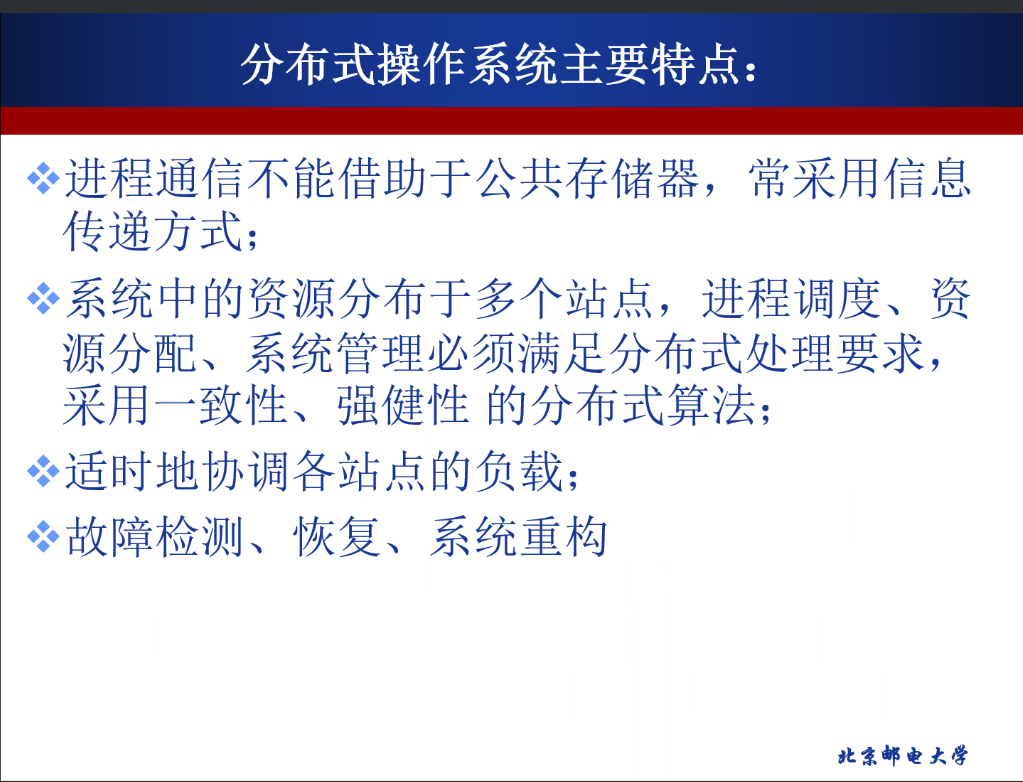 分布式操作系统主要特点：
❖进程通信不能借助于公共存储器，常采用信息
传递方式；
❖系统中的资源分布于多个站点，进程调度、资
源分配、系统管理必须满足分布式处理要求，
采用一致性、强健性 的分布式算法；
❖适时地协调各站点的负载；
❖故障检测、恢复、系统重构
北京邮电大学